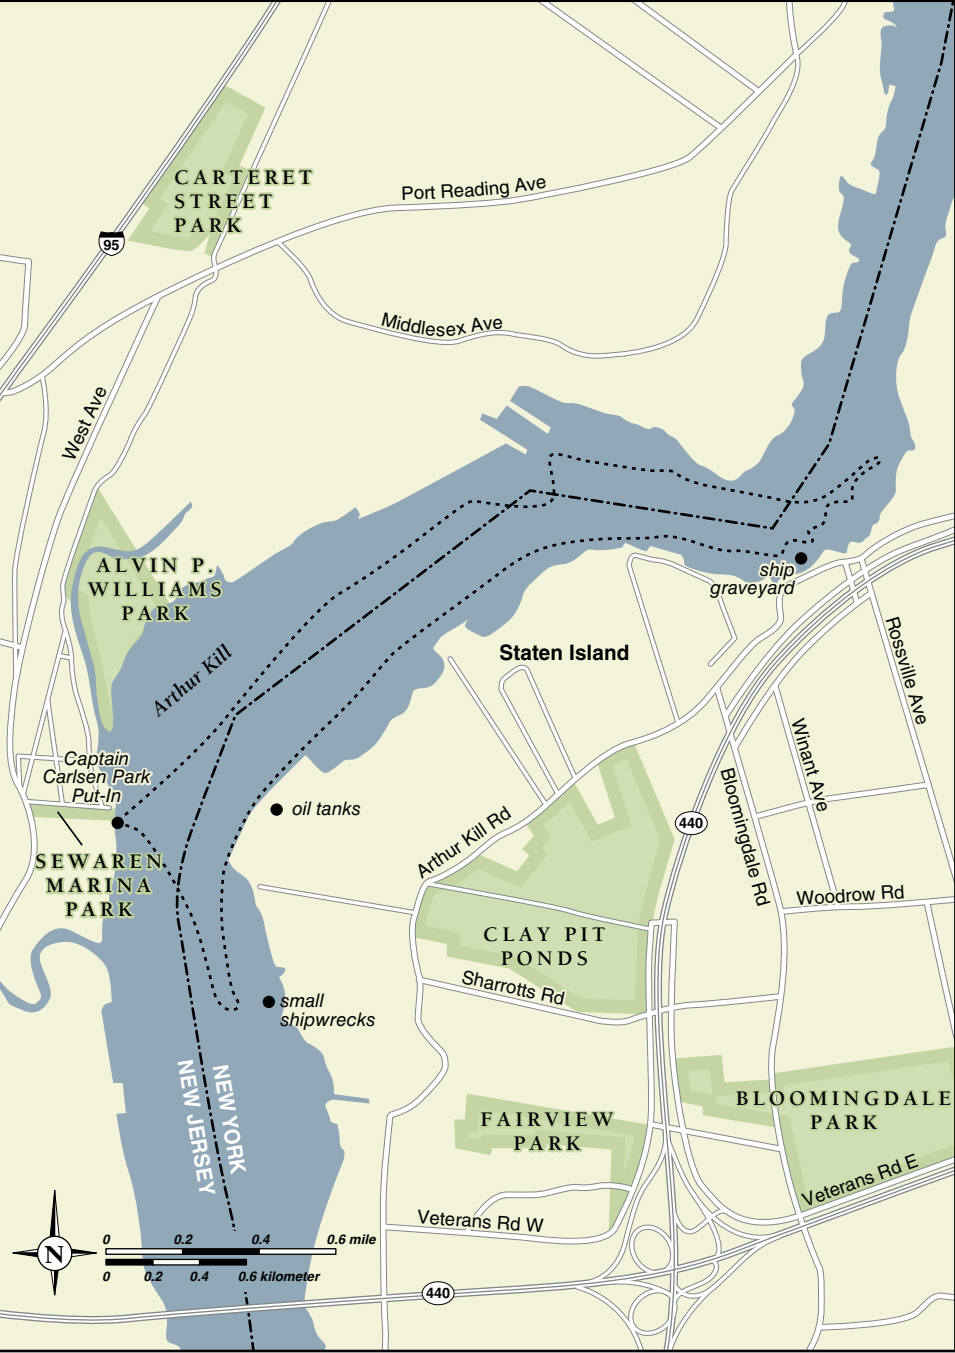 CARTERET
STREET
PARK
Port Reading Ave
95
Middlesex Ave
West Ave
ALVIN P.
WILLIAMS
PARK
ship
graveyard
Rossville Ave
Staten Island
Arthur Kill
Winant Ave
Captain
Carlsen Park
Put-In
oil tanks
Bloomingdale Rd
440
Arthur Kill Rd
SEWAREN
MARINA
PARK
Woodrow Rd
CLAY PIT
PONDS
Sharrotts Rd
small
shipwrecks
NEW YORK
NEW JERSEY
BLOOMINGDALE
PARK
FAIRVIEW
PARK
Veterans Rd E
Veterans Rd W
N
0 0.2 0.4 0.6 mile
0 0.2 0.4 0.6 kilometer
440